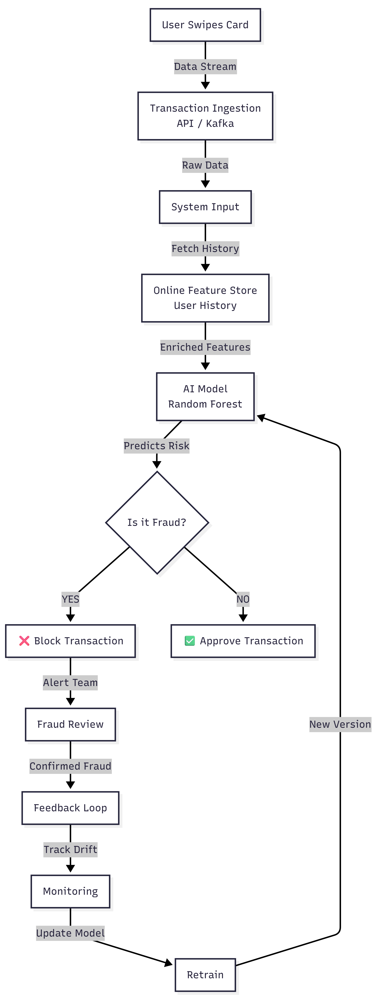 User Swipes Card
Data Stream
Transaction Ingestion
API / Kafka
Raw Data
System Input
Fetch History
Online Feature Store
User History
Enriched Features
AI Model
Random Forest
Predicts Risk
Is it Fraud?
YES
NO
❌ Block Transaction
✅ Approve Transaction
Alert Team
Fraud Review
New Version
Confirmed Fraud
Feedback Loop
Track Drift
Monitoring
Update Model
Retrain